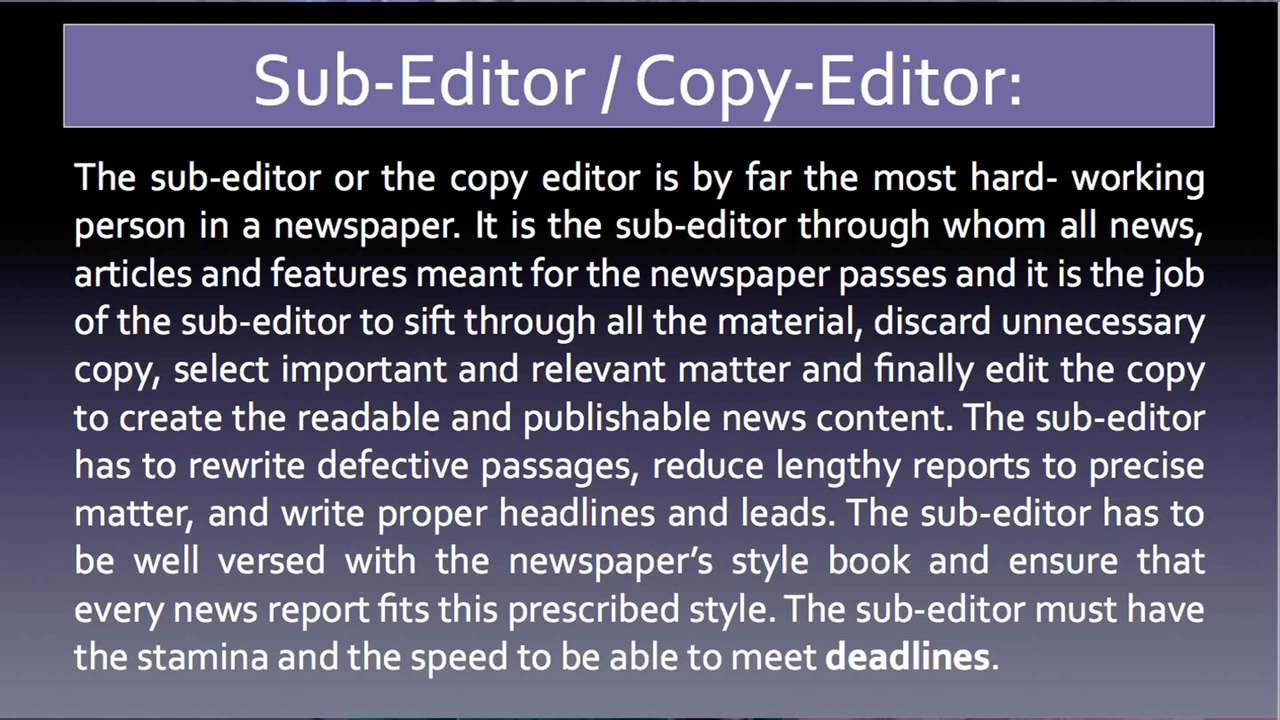 Sub-Editor / Copy-Editor:
The sub-editor or the copy editor is by far the most hard- working
person in a newspaper. It is the sub-editor through whom all news,
articles and features meant for the newspaper passes and it is the job
of the sub-editor to sift through all the material, discard unnecessary
copy, select important and relevant matter and finally edit the copy
to create the readable and publishable news content. The sub-editor
has to rewrite defective passages, reduce lengthy reports to precise
matter, and write proper headlines and leads. The sub-editor has to
be well versed with the newspaper’s style book and ensure that
every news report fits this prescribed style. The sub-editor must have
the stamina and the speed to be able to meet deadlines.